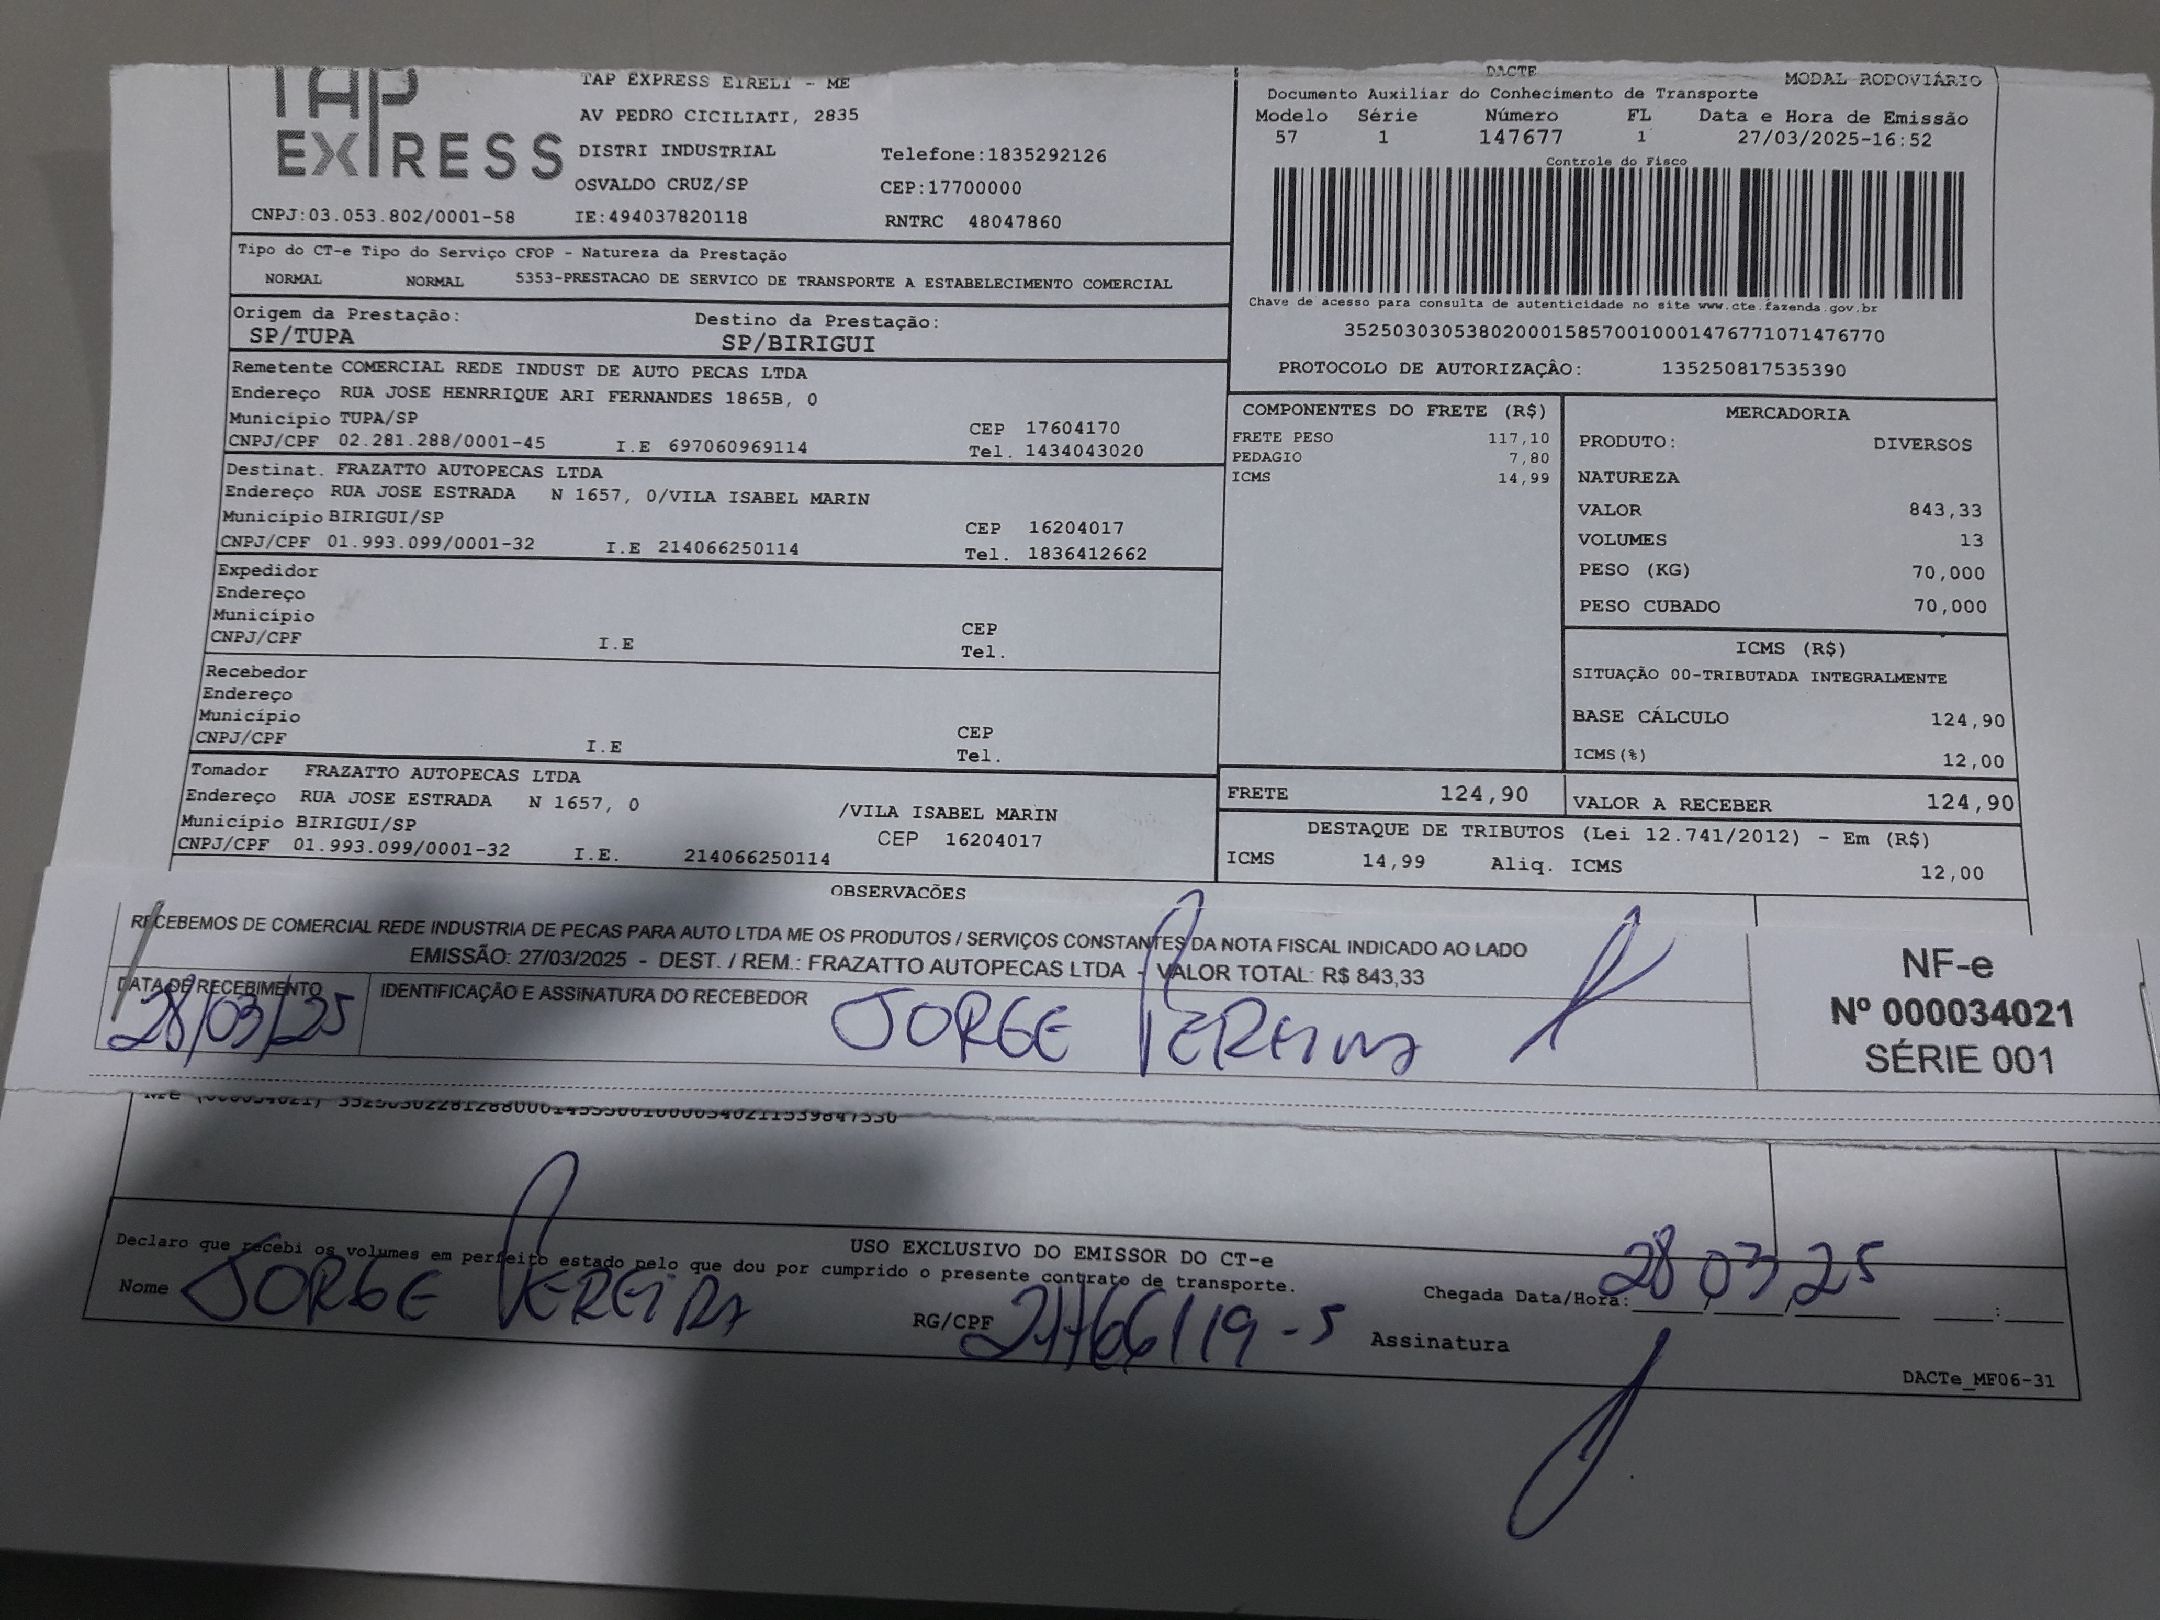 TAP
EXPRESS
TAP EXPRESS EIRELI - ME
AV PEDRO CICILIATI, 2835
DISTRI INDUSTRIAL Telefone:1835292126
OSVALDO CRUZ/SP CEP:17700000
CNPJ:03.053.802/0001-58 IE:494037820118 RNTRC 48047860
DACTE MODAL RODOVIÁRIO
Documento Auxiliar do Conhecimento de Transporte
Modelo Série Número FL Data e Hora de Emissão
57 1 147677 1 27/03/2025-16:52
Controle do Fisco
Chave de acesso para consulta de autenticidade no site www.cte.fazenda.gov.br
35250303053802000158570010001476771071476770
PROTOCOLO DE AUTORIZAÇÂO: 135250817535390
Tipo do CT-e Tipo do Serviço CFOP - Natureza da Prestação
NORMAL NORMAL 5353-PRESTACAO DE SERVICO DE TRANSPORTE A ESTABELECIMENTO COMERCIAL
Origem da Prestação: Destino da Prestação:
SP/TUPA SP/BIRIGUI
Remetente COMERCIAL REDE INDUST DE AUTO PECAS LTDA
Endereço RUA JOSE HENRRIQUE ARI FERNANDES 1865B, 0
Município TUPA/SP CEP 17604170
CNPJ/CPF 02.281.288/0001-45 I.E 697060969114 Tel. 1434043020
Destinat. FRAZATTO AUTOPECAS LTDA
Endereço RUA JOSE ESTRADA N 1657, 0/VILA ISABEL MARIN
Município BIRIGUI/SP CEP 16204017
CNPJ/CPF 01.993.099/0001-32 I.E 214066250114 Tel. 1836412662
Expedidor
Endereço
Município CEP
CNPJ/CPF I.E Tel.
Recebedor
Endereço
Município CEP
CNPJ/CPF I.E Tel.
Tomador FRAZATTO AUTOPECAS LTDA
Endereço RUA JOSE ESTRADA N 1657, 0 /VILA ISABEL MARIN
Município BIRIGUI/SP CEP 16204017
CNPJ/CPF 01.993.099/0001-32 I.E. 214066250114
COMPONENTES DO FRETE (R$)
FRETE PESO 117,10
PEDAGIO 7,80
ICMS 14,99
MERCADORIA
PRODUTO: DIVERSOS
NATUREZA
VALOR 843,33
VOLUMES 13
PESO (KG) 70,000
PESO CUBADO 70,000
ICMS (R$)
SITUAÇÃO 00-TRIBUTADA INTEGRALMENTE
BASE CÁLCULO 124,90
ICMS(%) 12,00
FRETE 124,90 VALOR A RECEBER 124,90
DESTAQUE DE TRIBUTOS (Lei 12.741/2012) - Em (R$)
ICMS 14,99 Aliq. ICMS 12,00
OBSERVACÕES
RECEBEMOS DE COMERCIAL REDE INDUSTRIA DE PECAS PARA AUTO LTDA ME OS PRODUTOS / SERVIÇOS CONSTANTES DA NOTA FISCAL INDICADO AO LADO
EMISSÃO: 27/03/2025 - DEST. / REM.: FRAZATTO AUTOPECAS LTDA - VALOR TOTAL: R$ 843,33
DATA DE RECEBIMENTO IDENTIFICAÇÃO E ASSINATURA DO RECEBEDOR
28/03/25 JORGE PEREIRA
NF-e
Nº 000034021
SÉRIE 001
USO EXCLUSIVO DO EMISSOR DO CT-e
Declaro que recebi os volumes em perfeito estado pelo que dou por cumprido o presente contrato de transporte.
Nome JORGE PEREIRA RG/CPF Assinatura
Chegada Data/Hora: 28/03/25 :
DACTe_MF06-31